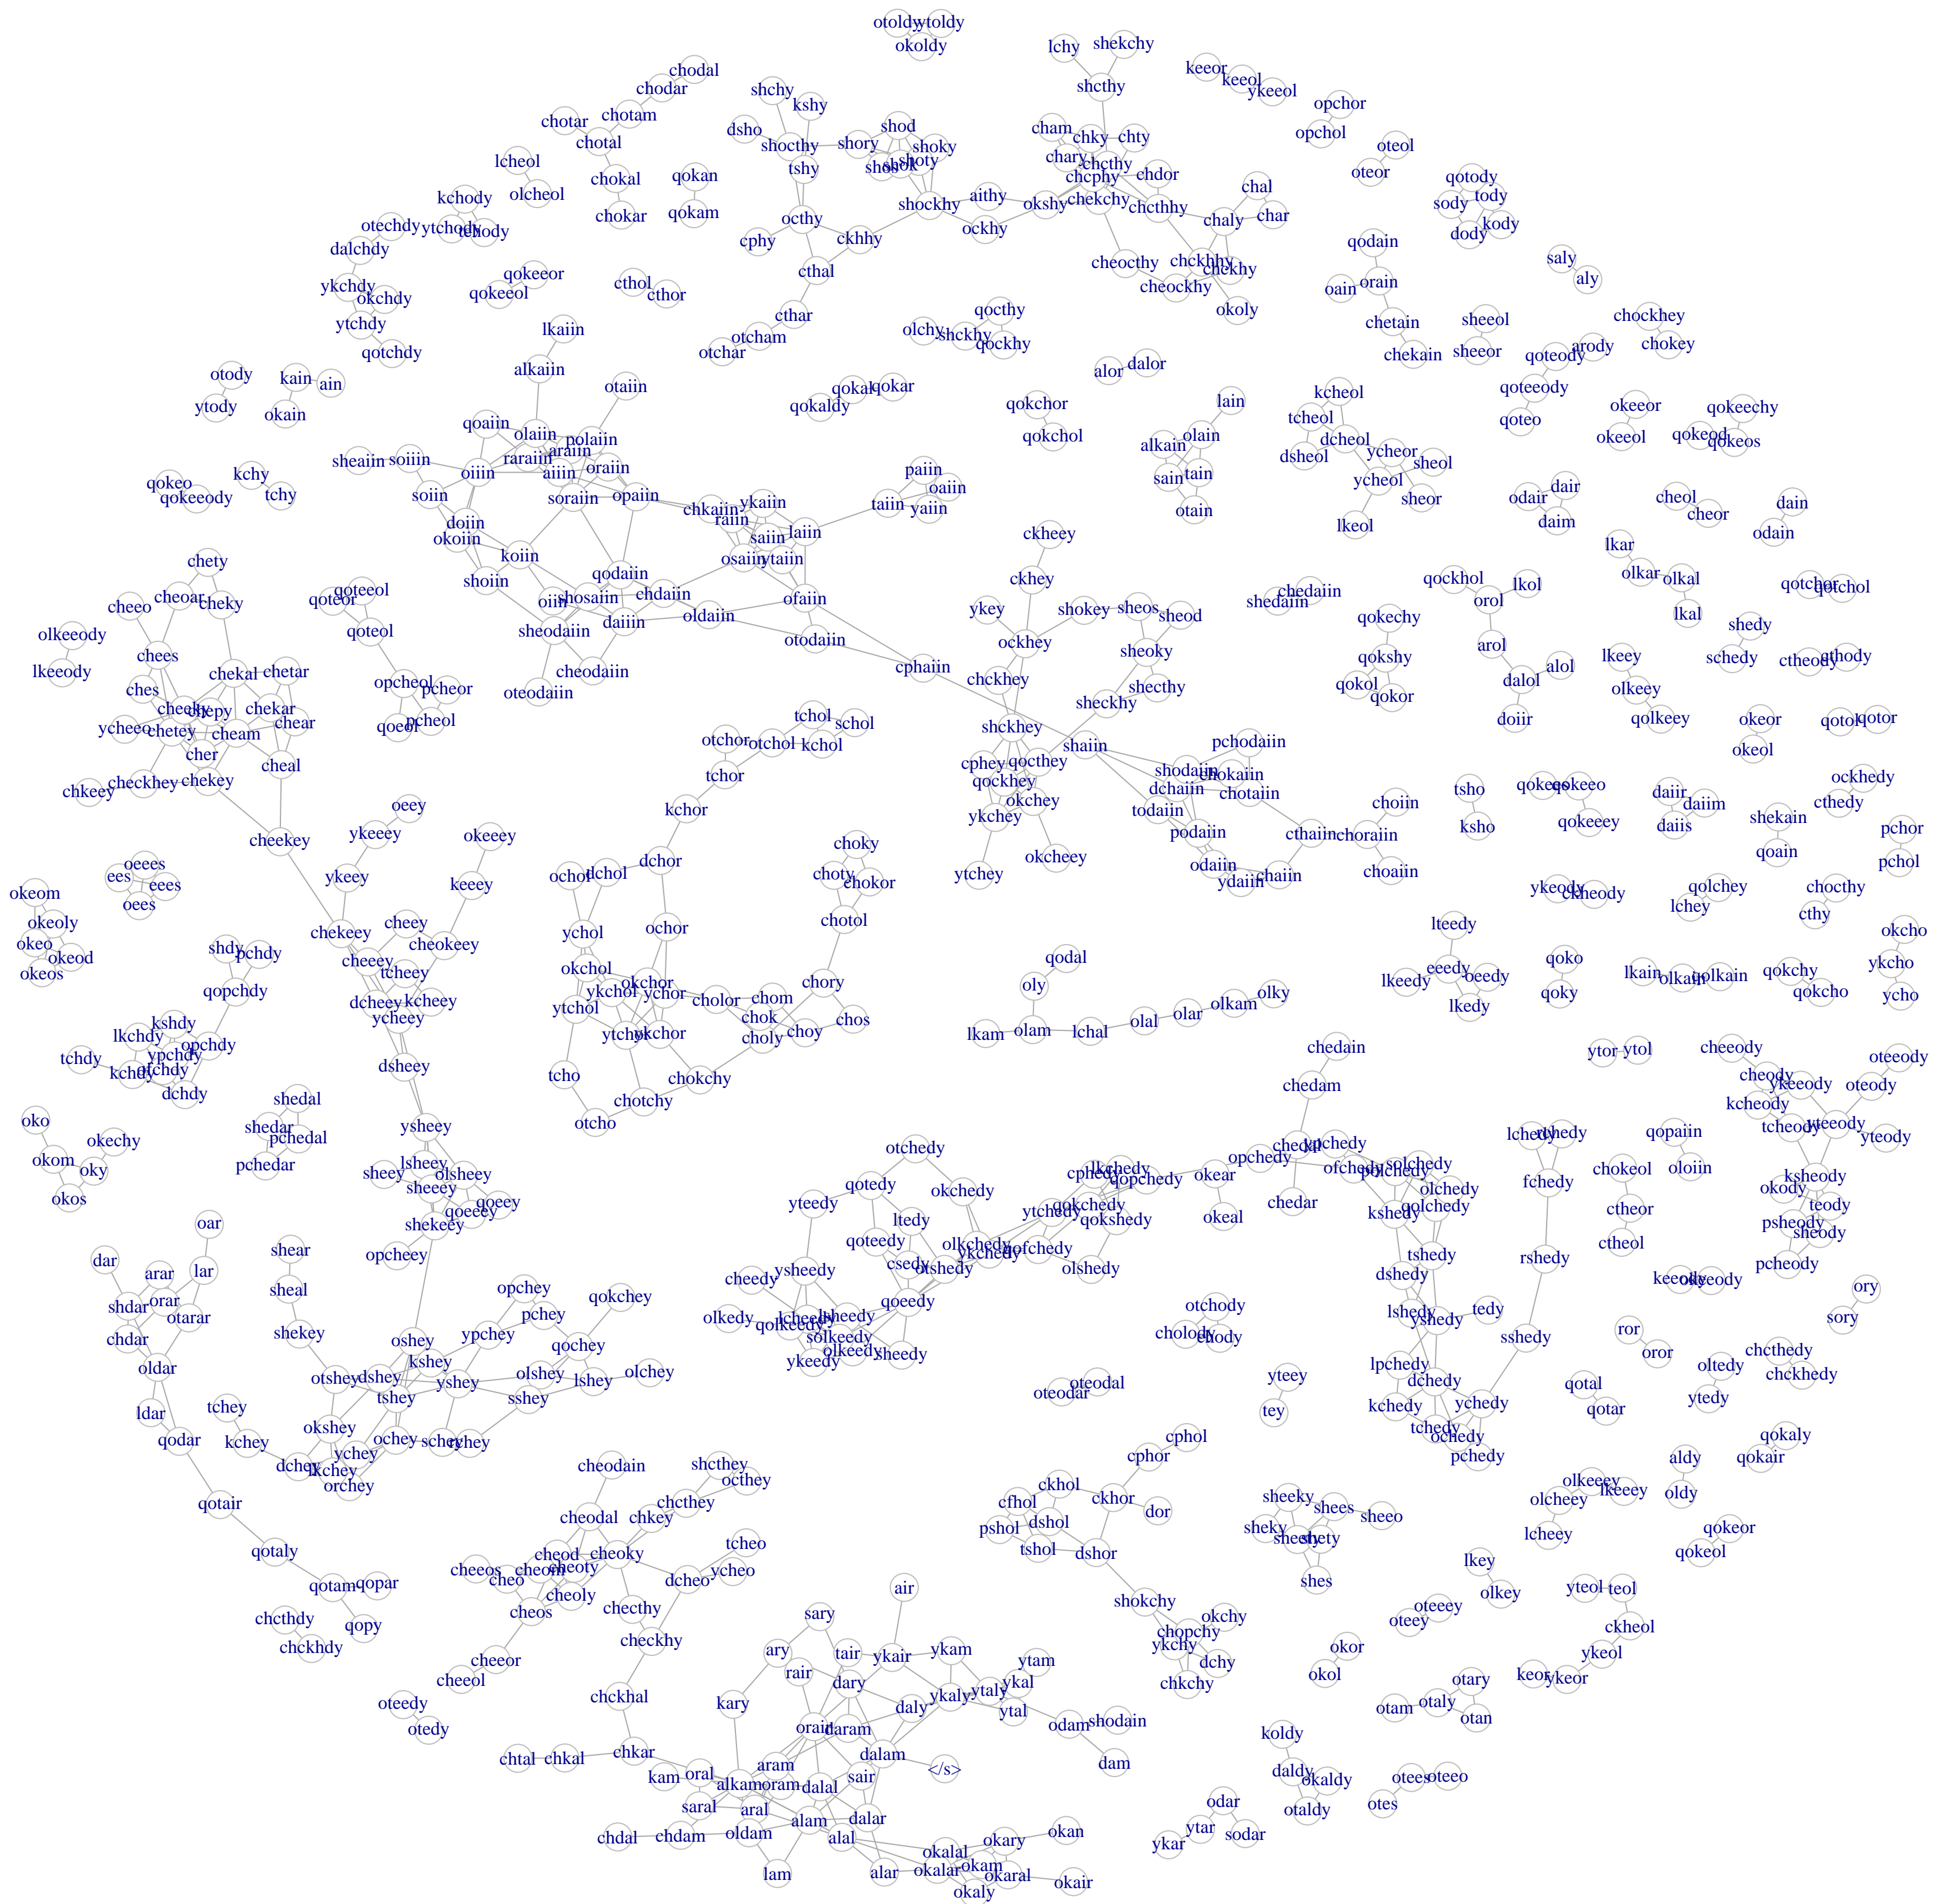 otoldy ytoldy
okoldy
lchy shekchy
shcthy
keeor
keeol
ykeeol
chodal
chodar
chotam
chotar
chotal
chokal
chokar
shchy
kshy
dsho
shocthy
tshy
shory
shod
shoky
shoty
shok
shos
shockhy
aithy
ockhy
okshy
octhy
cphy
ckhhy
cthal
cthar
otcham
otchar
cham
chky
chty
chary
chcthy
chcphy
chekchy
chdor
chcthhy
chal
char
chaly
chckhhy
chckhy
cheocthy
cheockhy
okoly
opchor
opchol
oteol
oteor
qotody
tody
sody
kody
dody
lcheol
olcheol
qokan
qokam
kchody
ytchody
tchody
otechdy
dalchdy
ykchdy
okchdy
ytchdy
qotchdy
qokeeor
qokeeol
cthol
cthor
qodain
orain
oain
chetain
chekain
saly
aly
sheeol
sheeor
chockhey
chokey
qoteody
arody
qoteeody
qoteo
olchy
shckhy
qocthy
qockhy
alor
dalor
otody
ytody
kain
ain
okain
lkaiin
alkaiin
otaiin
qoaiin
olaiin
polaiin
araiin
raraiin
aiiin
oraiin
oiiin
soiiin
sheaiin
soiin
soraiin
opaiin
doiin
okoiin
koiin
shoiin
qodaiin
shosaiin
oiin
chdaiin
daiiin
oldaiin
sheodaiin
cheodaiin
oteodaiin
chkaiin
ykaiin
raiin
laiin
saiin
osaiin
ytaiin
ofaiin
otodaiin
cphaiin
paiin
oaiin
taiin
yaiin
qokal
qokar
qokaldy
qokchor
qokchol
lain
olain
alkain
sain
tain
otain
kcheol
tcheol
dcheol
dsheol
ycheor
sheol
ycheol
sheor
lkeol
okeeor
okeeol
qokeechy
qokeod
qokeos
kchy
tchy
qokeo
qokeeody
odair
dair
daim
cheol
cheor
dain
odain
chety
cheoar
cheky
cheeo
chees
ches
chekal
chetar
cheeky
chepy
chekar
chear
ycheeo
chetey
cheam
cher
cheal
checkhey
chekey
chkeey
cheekey
olkeeody
lkeeody
qoteeol
qoteor
qoteol
opcheol
pcheor
pcheol
qoeol
ckheey
ckhey
ykey
shokey
sheos
sheod
ockhey
sheoky
chckhey
shecthy
sheckhy
shckhey
shaiin
cphey
qocthey
qockhey
okchey
ykchey
ytchey
okcheey
shedaiin
chedaiin
qokechy
qokshy
qokol
qokor
qockhol
lkol
orol
arol
dalol
alol
doiir
lkar
olkar
olkal
lkal
qotchor
qotchol
lkeey
olkeey
qolkeey
shedy
schedy
ctheody
cthody
okeor
okeol
qotol
qotor
pchodaiin
shodaiin
chokaiin
dchaiin
chotaiin
todaiin
podaiin
odaiin
ydaiin
chaiin
cthaiin
choraiin
choiin
choaiin
tsho
ksho
qokees
qokeeo
qokeeey
daiir
daiim
daiis
ockhedy
cthedy
shekain
qoain
pchor
pchol
tchol
schol
otchor
otchol
kchol
tchor
kchor
dchor
ochol
dchol
ochor
ychol
okchol
okchor
ykchol
ychor
ytchol
ytchor
ykchor
cholor
chom
chok
choy
choly
chos
chory
chotol
choty
choky
chokor
chokchy
chotchy
tcho
otcho
oeey
ykeeey
ykeey
okeeey
keeey
cheey
chekeey
cheokeey
cheeey
tcheey
kcheey
dcheey
ycheey
dsheey
ysheey
lsheey
olsheey
sheey
sheeey
qoeey
qoeeey
shekeey
opcheey
oeees
ees
eees
oees
okeom
okeoly
okeo
okeod
okeos
shdy
pchdy
qopchdy
kshdy
lkchdy
opchdy
ypchdy
tchdy
kchdy
otchdy
dchdy
shedal
shedar
pchedal
pchedar
oko
okechy
okom
oky
okos
ykeody
ckheody
qolchey
lchey
chocthy
cthy
qoko
qoky
lteedy
eeedy
oeedy
lkeedy
lkedy
lkain
olkain
qolkain
qokchy
qokcho
okcho
ykcho
ycho
qodal
oly
lkam
olam
lchal
olal
olar
olkam
olky
ytor
ytol
chedain
chedam
chedal
chedar
opchedy
okear
okeal
ypchedy
ofchedy
polchedy
solchedy
olchedy
qolchedy
kshedy
tshedy
dshedy
lshedy
yshedy
tedy
lpchedy
dchedy
kchedy
ychedy
tchedy
ochedy
pchedy
lchedy
rchedy
fchedy
rshedy
sshedy
cheeody
cheody
ykeeody
oteeody
oteody
kcheody
tcheody
yteeody
yteody
ksheody
okody
teody
psheody
sheody
pcheody
qopaiin
oloiin
chokeol
ctheor
ctheol
keeody
okeeody
otchedy
qotedy
yteedy
okchedy
ltedy
qoteedy
csedy
olkchedy
ykchedy
otshedy
ytchedy
cphedy
lkchedy
qopchedy
qokchedy
qokshedy
qofchedy
olshedy
cheedy
ysheedy
qoeedy
olkedy
lcheedy
lsheedy
qolkeedy
solkeedy
olkeedy
ykeedy
sheedy
otchody
cholody
chody
oteodar
oteodal
yteey
tey
ory
sory
ror
oror
chcthedy
chckhedy
oltedy
ytedy
qotal
qotar
qokaly
qokair
aldy
oldy
oar
dar
arar
lar
shdar
orar
otarar
chdar
oldar
ldar
qodar
qotair
qotaly
qotam
qopar
qopy
chcthdy
chckhdy
shear
sheal
shekey
opchey
qokchey
pchey
ypchey
oshey
kshey
qochey
otshey
dshey
tshey
yshey
olshey
lshey
olchey
sshey
okshey
ochey
schey
rchey
ychey
lkchey
orchey
dchey
tchey
kchey
cheodain
shcthey
octhey
chcthey
chkey
cheodal
cheoky
cheod
cheoty
cheom
cheeos
cheo
cheoly
cheos
tcheo
ycheo
dcheo
checthy
checkhy
cheeor
cheeol
chckhal
chkar
chkal
chtal
oteedy
otedy
cphol
cphor
ckhol
ckhor
dor
cfhol
dshol
pshol
tshol
dshor
shokchy
chopchy
okchy
ykchy
dchy
chkchy
sheeky
shees
sheeo
sheky
sheety
shety
shes
olkeeey
lkeeey
olcheey
lcheey
qokeor
qokeol
lkey
olkey
oteeey
oteey
yteol
teol
ckheol
ykeol
keor
ykeor
okor
okol
otary
otaly
otam
otan
air
sary
ary
tair
ykair
ykam
rair
dary
ytam
ykal
ytaly
ykaly
ytal
kary
orair
daram
daly
dalam
odam
shodain
dam
&lt;/s&gt;
kam
oral
aram
alkam
oram
dalal
sair
saral
aral
alam
dalar
chdal
chdam
oldam
alal
lam
alar
okalal
okary
okan
okalar
okam
okaral
okair
okaly
koldy
daldy
okaldy
otaldy
otees
oteeo
otes
odar
ytar
ykar
sodar